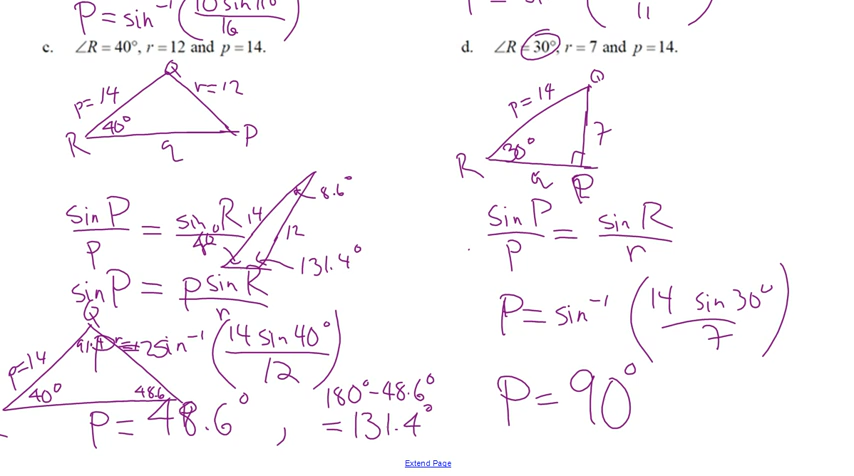 P = sin⁻¹ (10 sin 110° / 16)
11
c. ∠R = 40°, r = 12 and p = 14.
d. ∠R = 30°, r = 7 and p = 14.
Q
p = 14
r = 12
R
40°
q
P
Q
p = 14
7
R
30°
q
P
14
12
40
8.6°
131.4°
sin P / p = sin R / r
sin P = p sin R / r
P = sin⁻¹ (14 sin 40° / 12)
Q
p = 14
40°
48.6
P = 48.6° , 180° - 48.6°
= 131.4°
sin P / p = sin R / r
P = sin⁻¹ (14 sin 30° / 7)
P = 90°
Extend Page